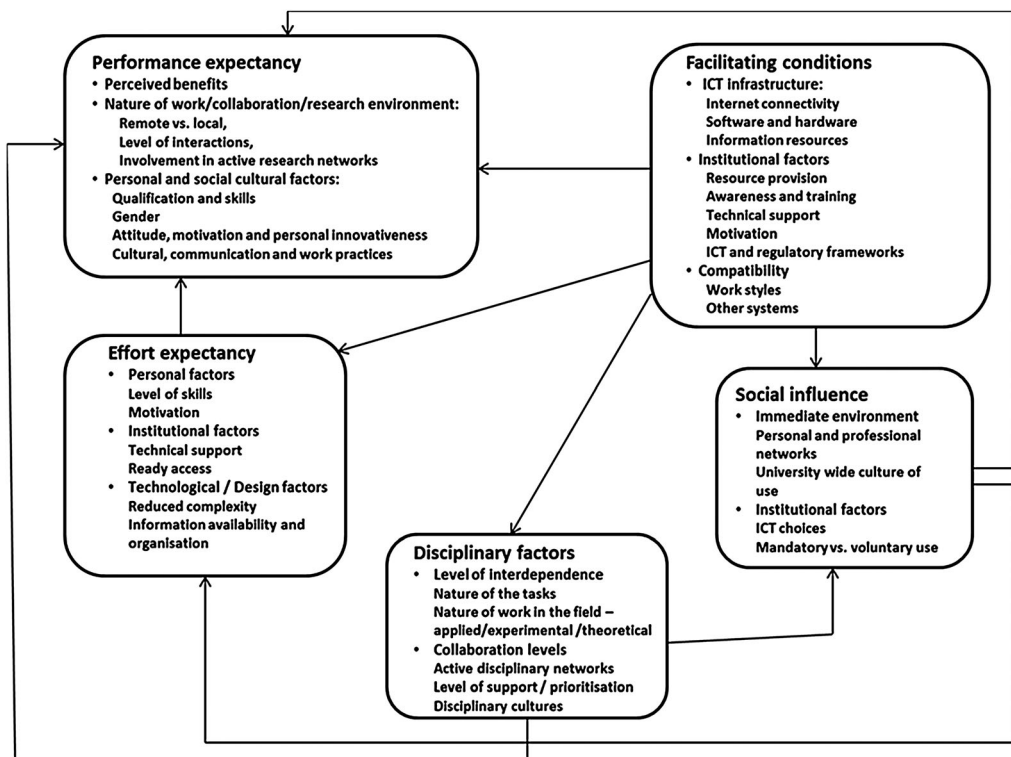 Performance expectancy
• Perceived benefits
• Nature of work/collaboration/research environment:
Remote vs. local,
Level of interactions,
Involvement in active research networks
• Personal and social cultural factors:
Qualification and skills
Gender
Attitude, motivation and personal innovativeness
Cultural, communication and work practices
Facilitating conditions
• ICT infrastructure:
Internet connectivity
Software and hardware
Information resources
• Institutional factors
Resource provision
Awareness and training
Technical support
Motivation
ICT and regulatory frameworks
• Compatibility
Work styles
Other systems
Effort expectancy
• Personal factors
Level of skills
Motivation
• Institutional factors
Technical support
Ready access
• Technological / Design factors
Reduced complexity
Information availability and
organisation
Social influence
• Immediate environment
Personal and professional
networks
University wide culture of
use
• Institutional factors
ICT choices
Mandatory vs. voluntary use
Disciplinary factors
• Level of Interdependence
Nature of the tasks
Nature of work in the field –
applied/experimental/theoretical
• Collaboration levels
Active disciplinary networks
Level of support / prioritisation
Disciplinary cultures